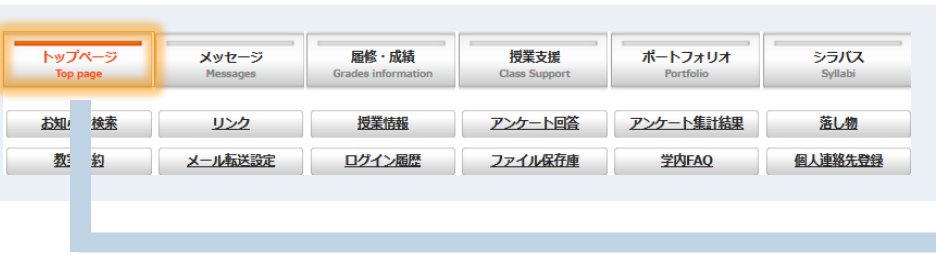 トップページ メッセージ 履修・成績 授業支援 ポートフォリオ シラバス
Top page Messages Grades information Class Support Portfolio Syllabi
お知 検索 リンク 授業情報 アンケート回答 アンケート集計結果 落し物
教 約 メール転送設定 ログイン履歴 ファイル保存庫 学内FAQ 個人連絡先登録